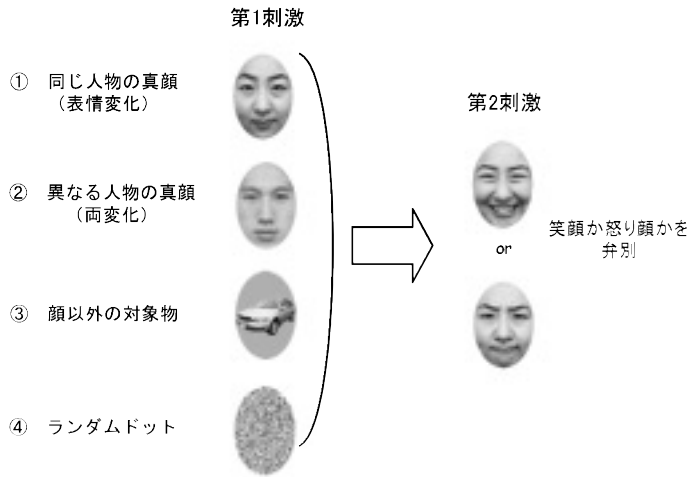 第1刺激
① 同じ人物の真顔
（表情変化）
② 異なる人物の真顔
（両変化）
③ 顔以外の対象物
④ ランダムドット
第2刺激
or
笑顔か怒り顔かを
弁別